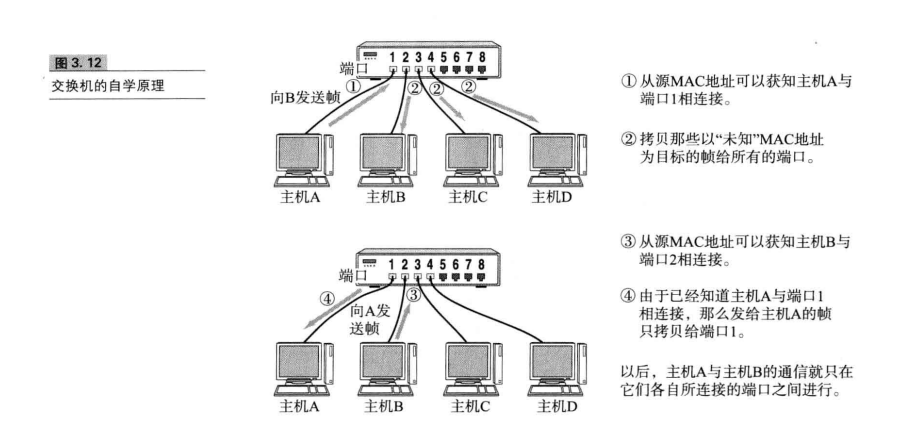 图 3.12
交换机的自学原理
1 2 3 4 5 6 7 8
端口
①
② ② ②
向B发送帧
主机A 主机B 主机C 主机D
① 从源MAC地址可以获知主机A与
端口1相连接。
② 拷贝那些以“未知”MAC地址
为目标的帧给所有的端口。
1 2 3 4 5 6 7 8
端口
④ ③
向A发
送帧
主机A 主机B 主机C 主机D
③ 从源MAC地址可以获知主机B与
端口2相连接。
④ 由于已经知道主机A与端口1
相连接，那么发给主机A的帧
只拷贝给端口1。
以后，主机A与主机B的通信就只在
它们各自所连接的端口之间进行。